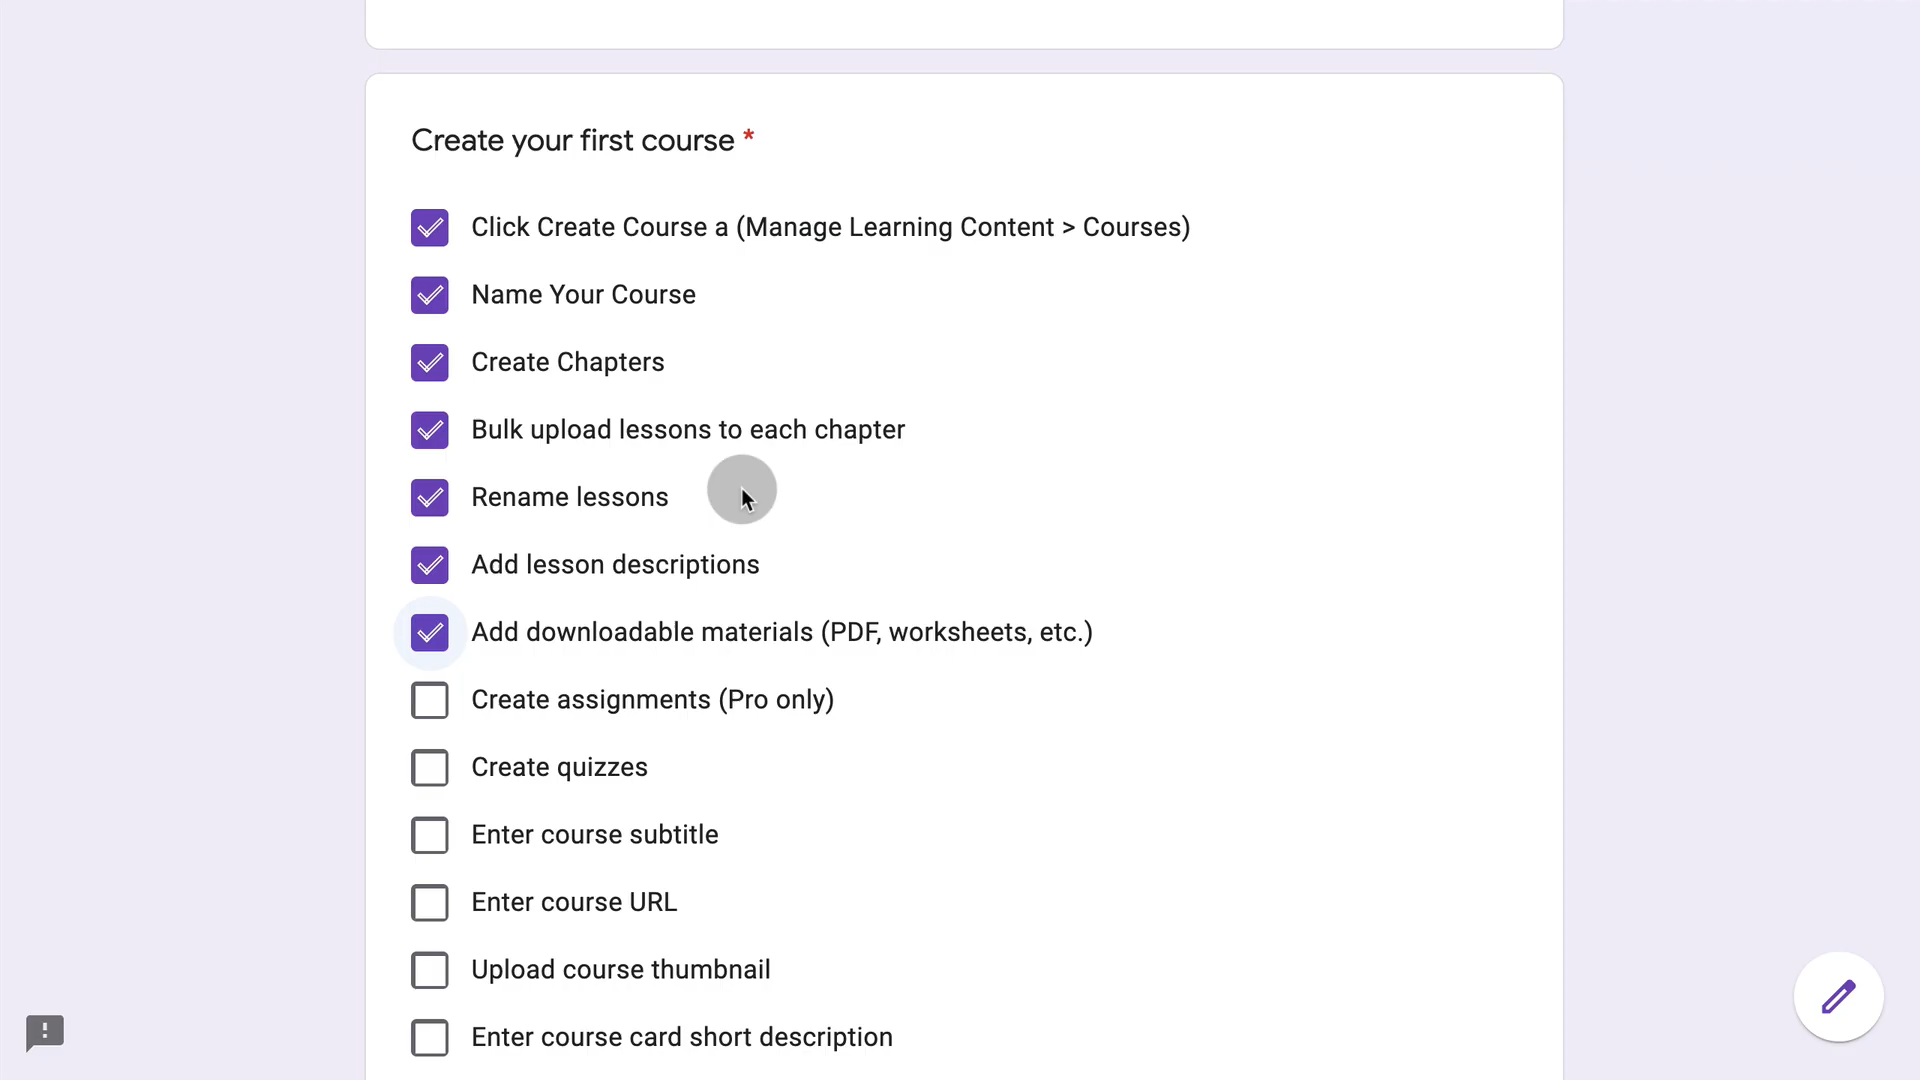 Create your first course *
Click Create Course a (Manage Learning Content > Courses)
Name Your Course
Create Chapters
Bulk upload lessons to each chapter
Rename lessons
Add lesson descriptions
Add downloadable materials (PDF, worksheets, etc.)
Create assignments (Pro only)
Create quizzes
Enter course subtitle
Enter course URL
Upload course thumbnail
Enter course card short description